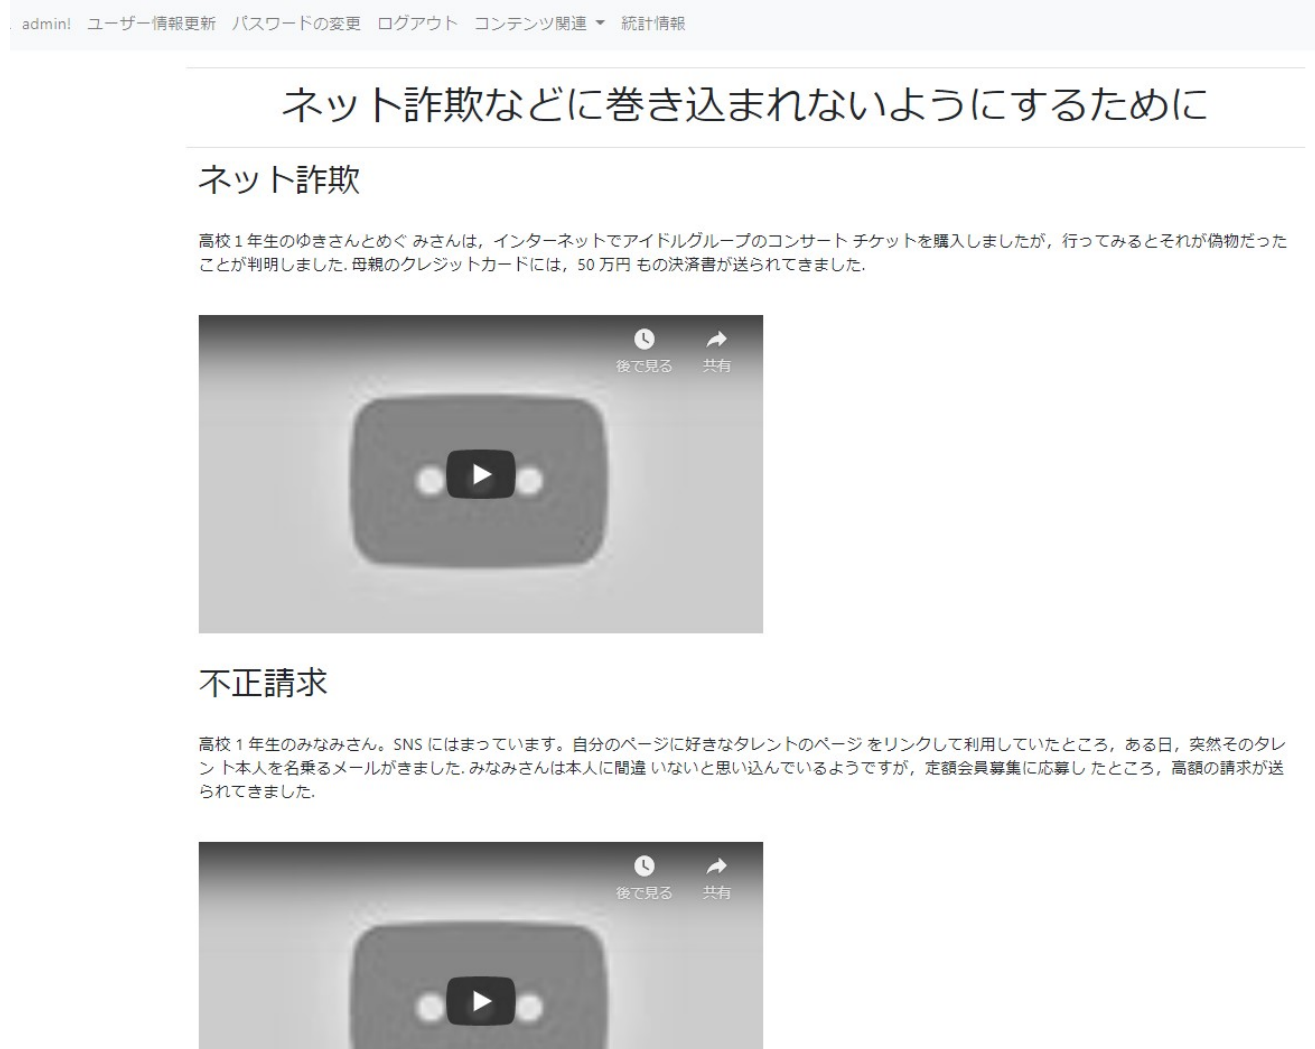 admin! ユーザー情報更新 パスワードの変更 ログアウト コンテンツ関連 統計情報
ネット詐欺などに巻き込まれないようにするために
ネット詐欺
高校１年生のゆきさんとめぐ みさんは，インターネットでアイドルグループのコンサート チケットを購入しましたが，行ってみるとそれが偽物だった
ことが判明しました. 母親のクレジットカードには，50 万円 もの決済書が送られてきました.
後で見る 共有
不正請求
高校 1 年生のみなみさん。SNS にはまっています。自分のページに好きなタレントのページ をリンクして利用していたところ，ある日，突然そのタレ
ン ト本人を名乗るメールがきました. みなみさんは本人に間違 いないと思い込んでいるようですが，定額会員募集に応募し たところ，高額の請求が送
られてきました.
後で見る 共有